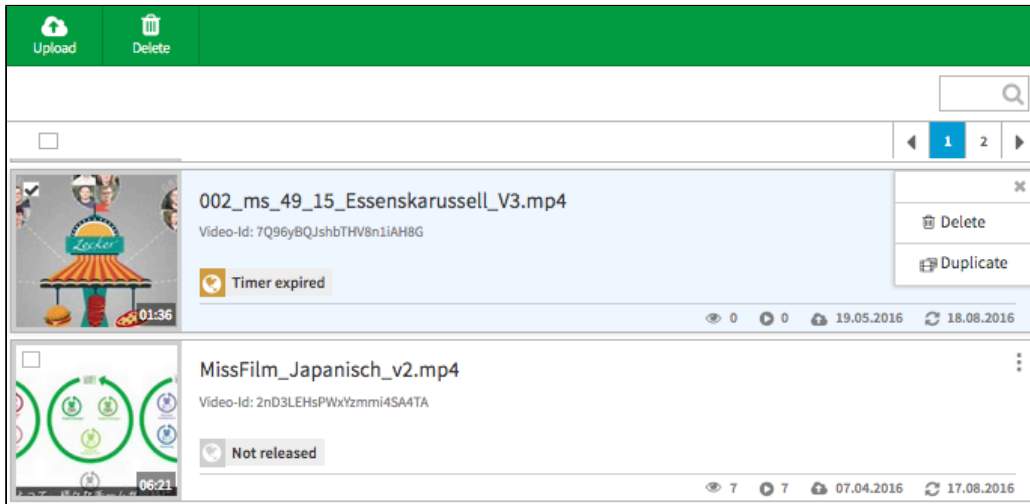 Upload Delete
1 2
Lecker
01:36
002_ms_49_15_Essenskarussell_V3.mp4
Video-Id: 7Q96yBQJshbTHV8n1iAH8G
Timer expired
Delete
Duplicate
0 0 19.05.2016 18.08.2016
06:21
MissFilm_Japanisch_v2.mp4
Video-Id: 2nD3LEHsPWxYzmmi4SA4TA
Not released
7 7 07.04.2016 17.08.2016